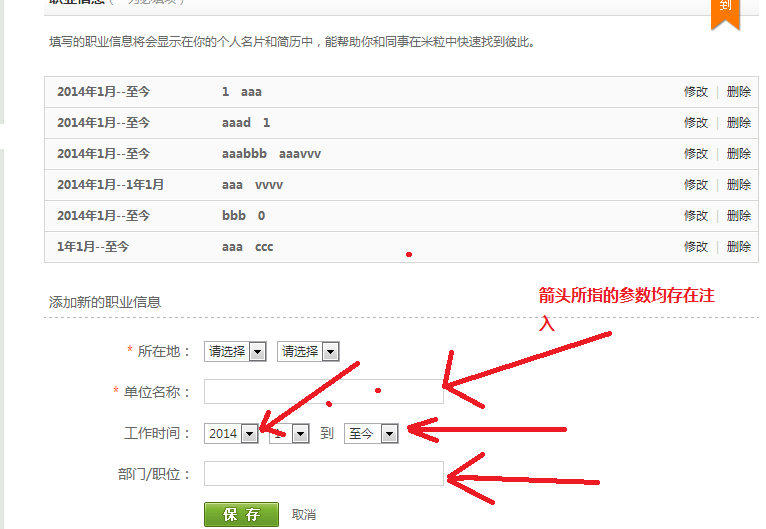 职业信息
到
填写的职业信息将会显示在你的个人名片和简历中，能帮助你和同事在米粒中快速找到彼此。
2014年1月--至今 1 aaa 修改 | 删除
2014年1月--至今 aaad 1 修改 | 删除
2014年1月--至今 aaabbb aaavvv 修改 | 删除
2014年1月--1年1月 aaa vvvv 修改 | 删除
2014年1月--至今 bbb 0 修改 | 删除
1年1月--至今 aaa ccc 修改 | 删除
添加新的职业信息
箭头所指的参数均存在注
入
* 所在地： 请选择 请选择
* 单位名称：
工作时间： 2014 1 到 至今
部门/职位：
保 存 取消